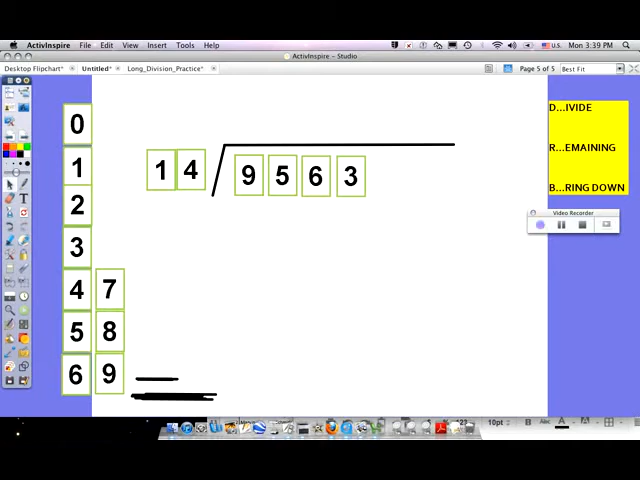 ActivInspire File Edit View Insert Tools Help U.S. Mon 3:39 PM
ActivInspire - Studio
Desktop Flipchart* Untitled* Long_Division_Practice* Page 5 of 5 Best Fit
0
1
2
3
4 7
5 8
6 9
1 4 9 5 6 3
D...IVIDE
R...EMAINING
B...RING DOWN
Video Recorder
123 10pt B Abc A